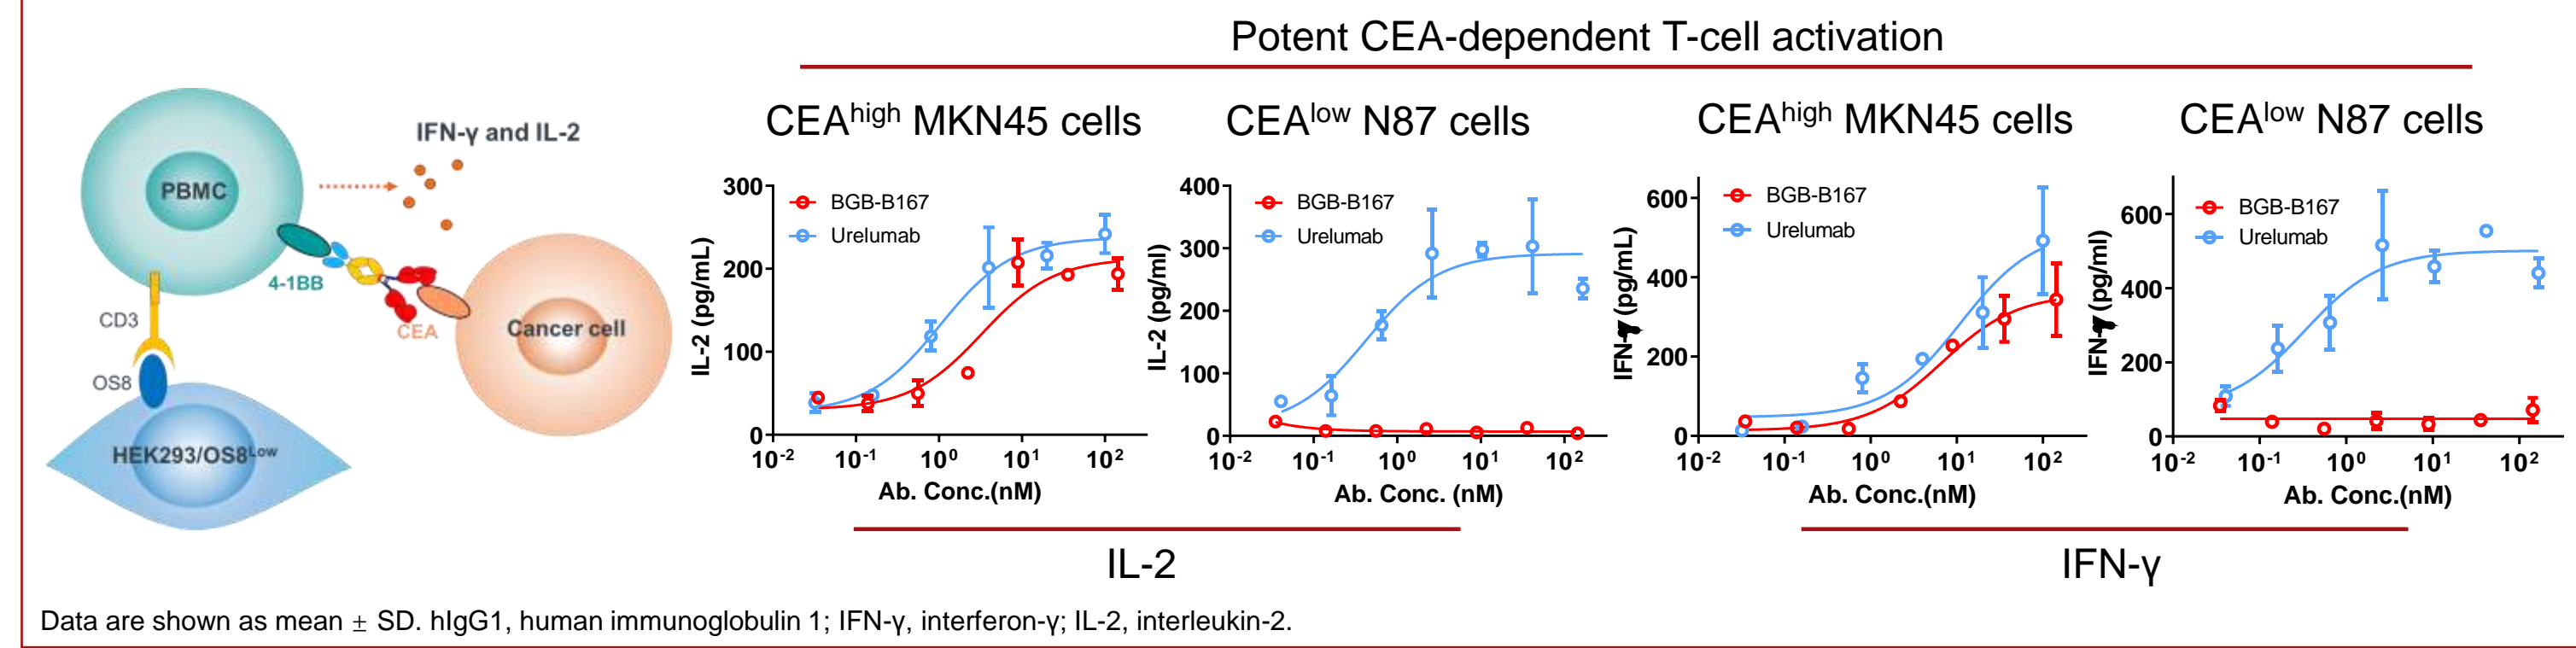 Potent CEA-dependent T-cell activation
IFN-γ and IL-2
PBMC
4-1BB
CD3
CEA
Cancer cell
OS8
HEK293/OS8Low
CEAhigh MKN45 cells
300
200
100
0
IL-2 (pg/mL)
BGB-B167
Urelumab
10-2 10-1 100 101 102
Ab. Conc.(nM)
CEAlow N87 cells
400
300
200
100
0
IL-2 (pg/ml)
BGB-B167
Urelumab
10-2 10-1 100 101 102
Ab. Conc. (nM)
IL-2
CEAhigh MKN45 cells
600
400
200
0
IFN-γ (pg/mL)
BGB-B167
Urelumab
10-2 10-1 100 101 102
Ab. Conc.(nM)
CEAlow N87 cells
600
400
200
0
IFN-γ (pg/ml)
BGB-B167
Urelumab
10-2 10-1 100 101 102
Ab. Conc.(nM)
IFN-γ
Data are shown as mean ± SD. hIgG1, human immunoglobulin 1; IFN-γ, interferon-γ; IL-2, interleukin-2.